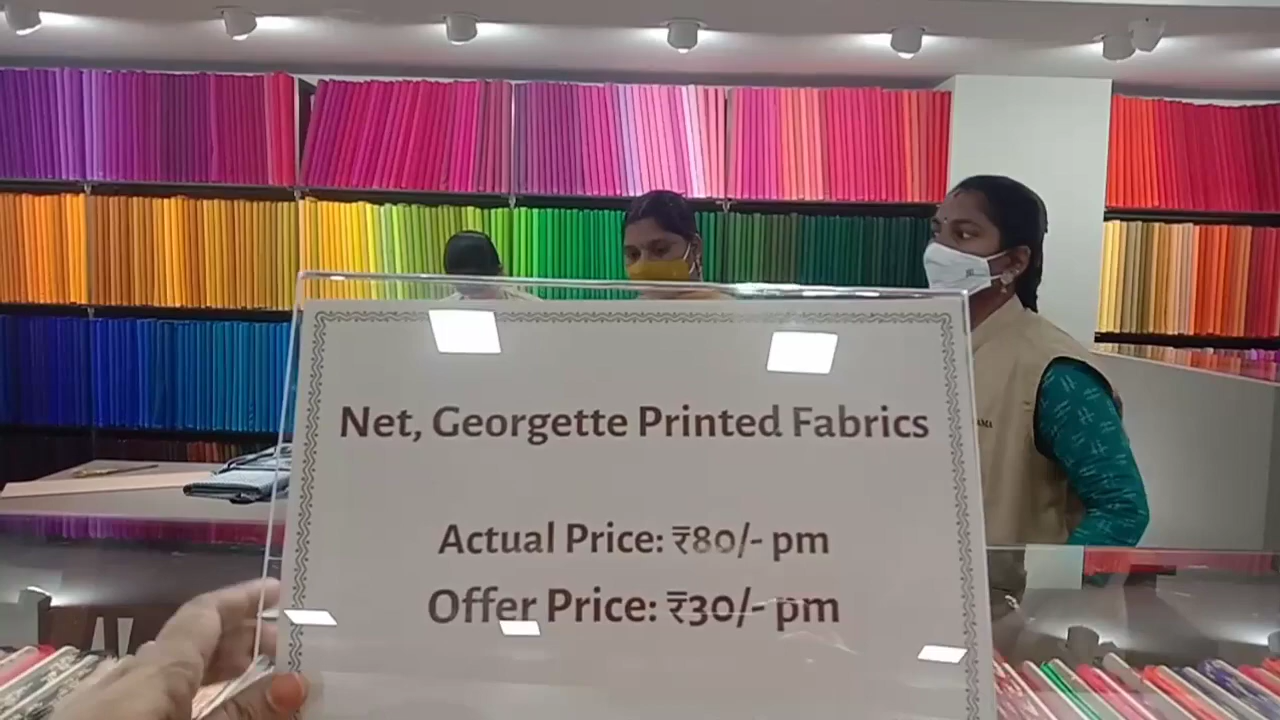 Net, Georgette Printed Fabrics
Actual Price: ₹80/- pm
Offer Price: ₹30/- pm